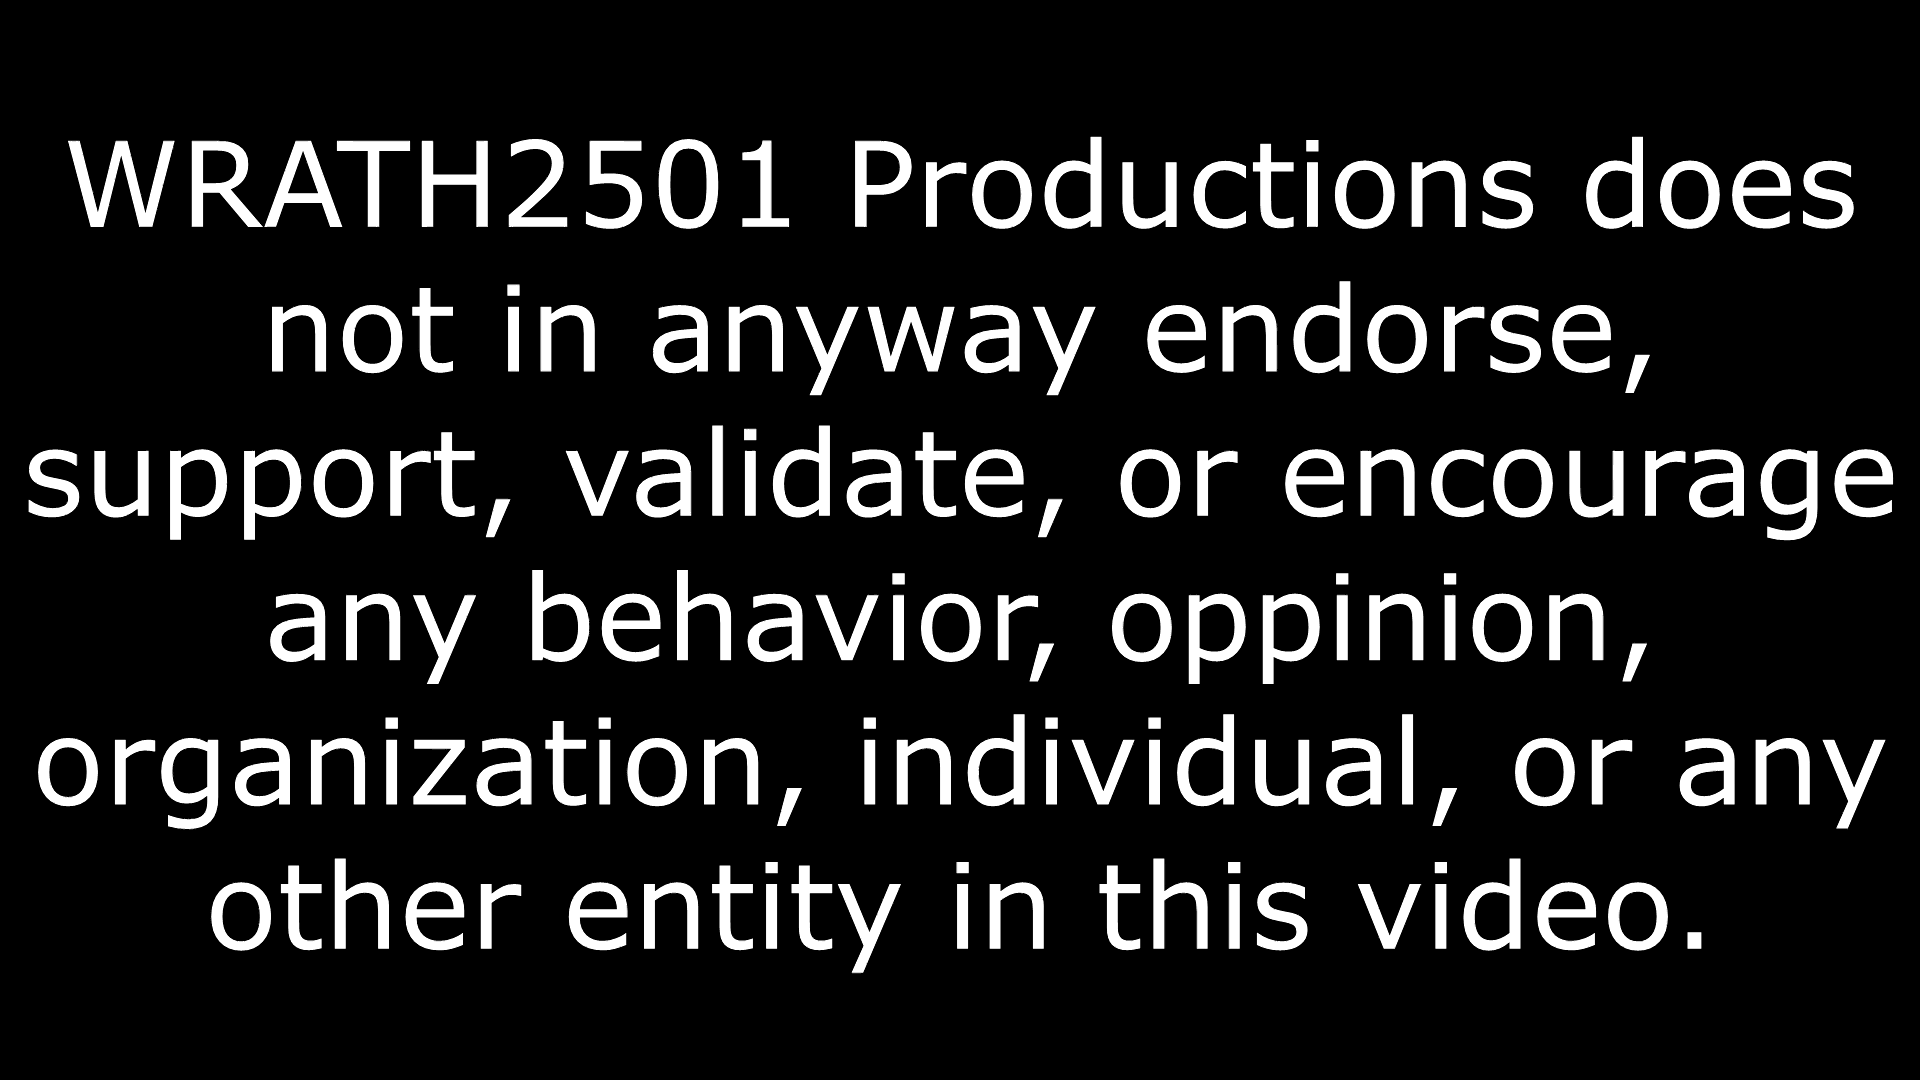 WRATH2501 Productions does
not in anyway endorse,
support, validate, or encourage
any behavior, oppinion,
organization, individual, or any
other entity in this video.